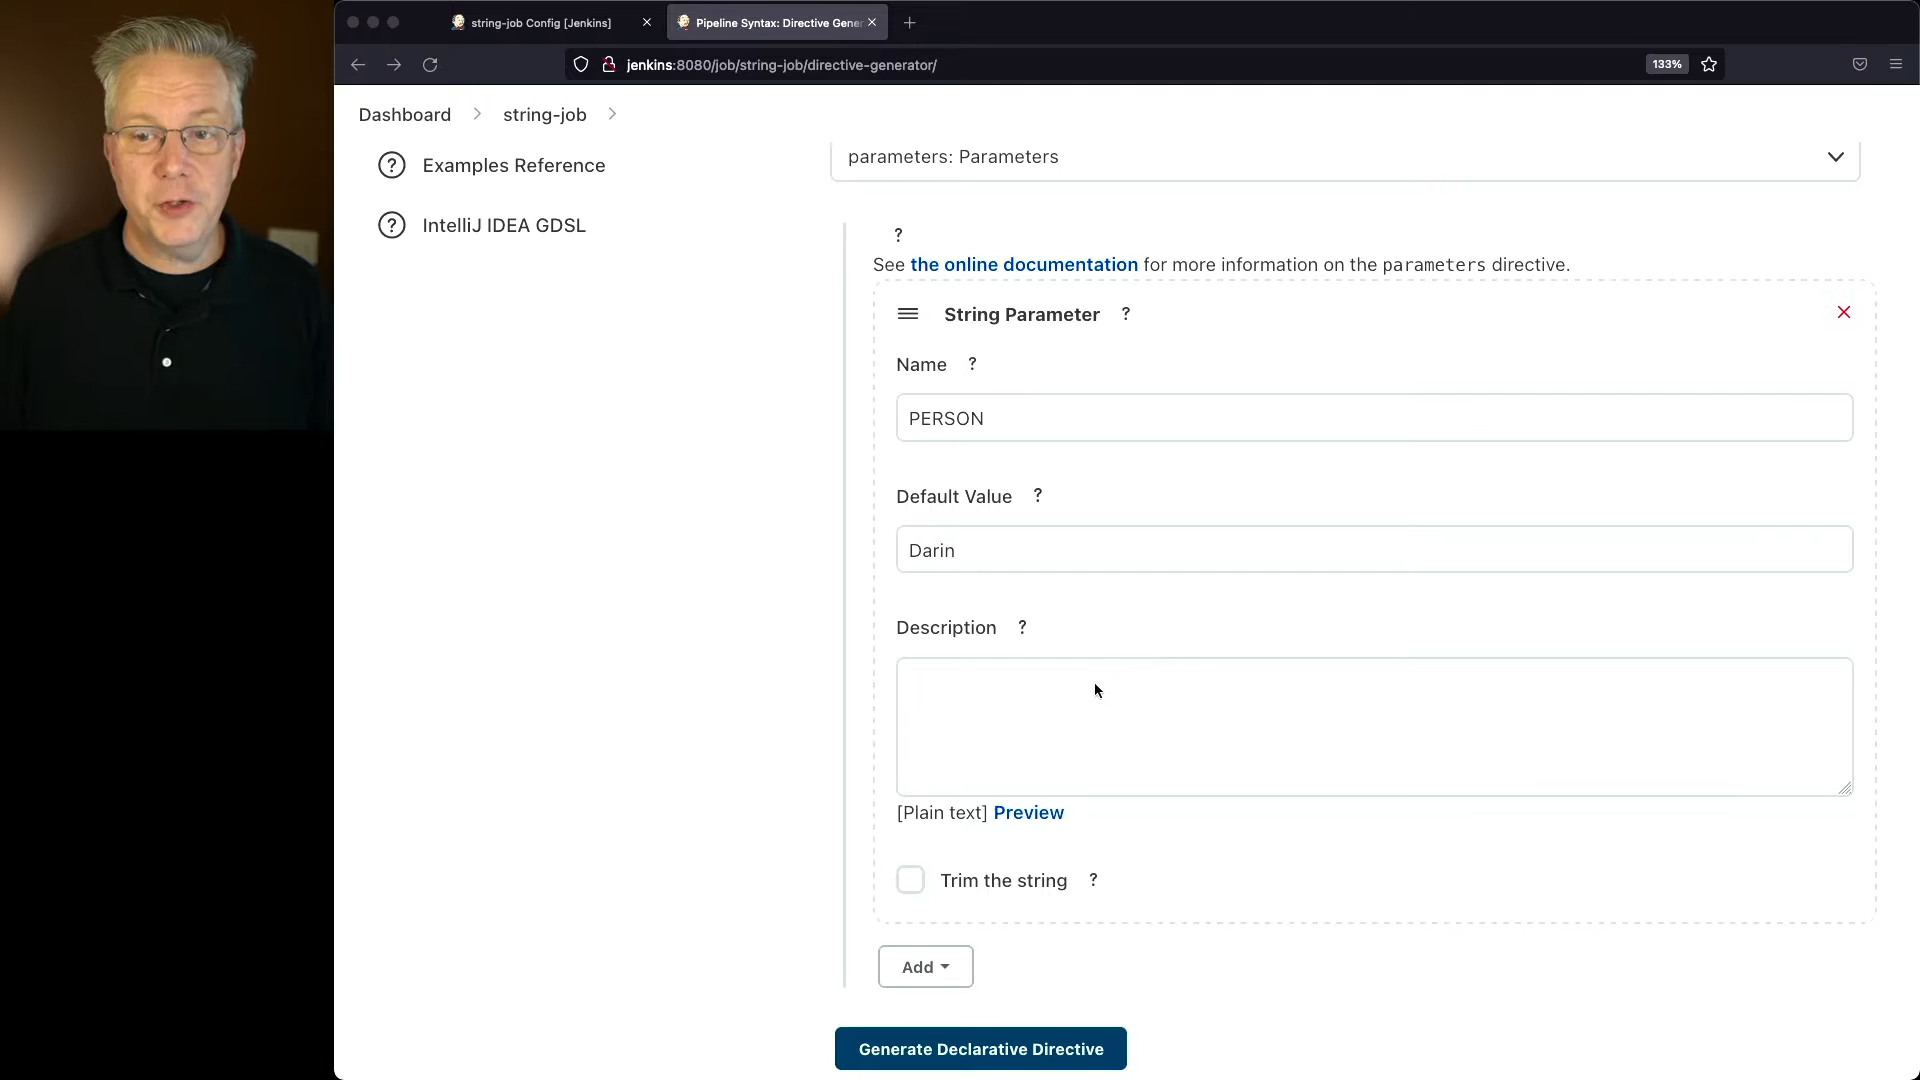 string-job Config [Jenkins]
Pipeline Syntax: Directive Gene
jenkins:8080/job/string-job/directive-generator/
133%
Dashboard
string-job
Examples Reference
IntelliJ IDEA GDSL
parameters: Parameters
?
See the online documentation for more information on the parameters directive.
String Parameter ?
Name ?
PERSON
Default Value ?
Darin
Description ?
[Plain text] Preview
Trim the string ?
Add
Generate Declarative Directive